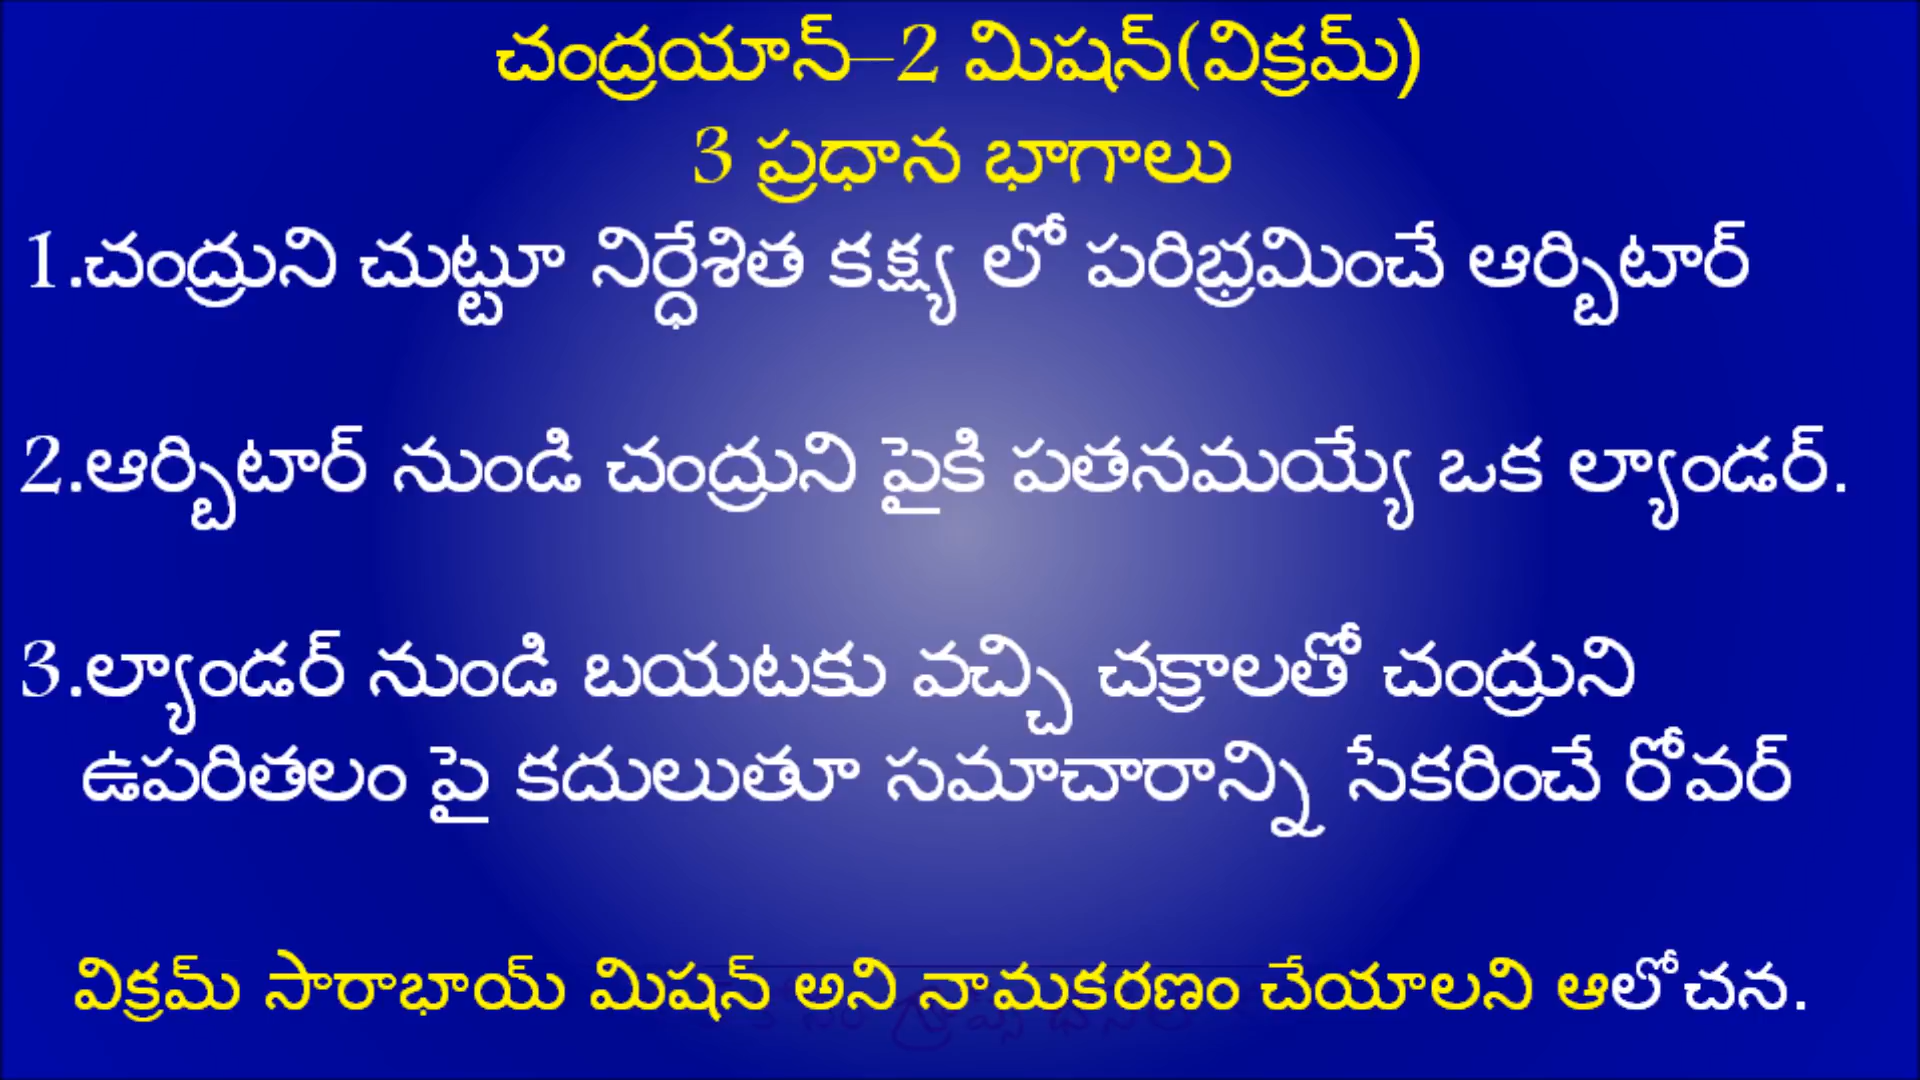 చంద్రయాన్–2 మిషన్(విక్రమ్)
3 ప్రధాన భాగాలు
1.చంద్రుని చుట్టూ నిర్ధేశిత కక్ష్య లో పరిభ్రమించే ఆర్బిటార్
2.ఆర్బిటార్ నుండి చంద్రుని పైకి పతనమయ్యే ఒక ల్యాండర్.
3.ల్యాండర్ నుండి బయటకు వచ్చి చక్రాలతో చంద్రుని
ఉపరితలం పై కదులుతూ సమాచారాన్ని సేకరించే రోవర్
విక్రమ్ సారాభాయ్ మిషన్ అని నామకరణం చేయాలని ఆలోచన.